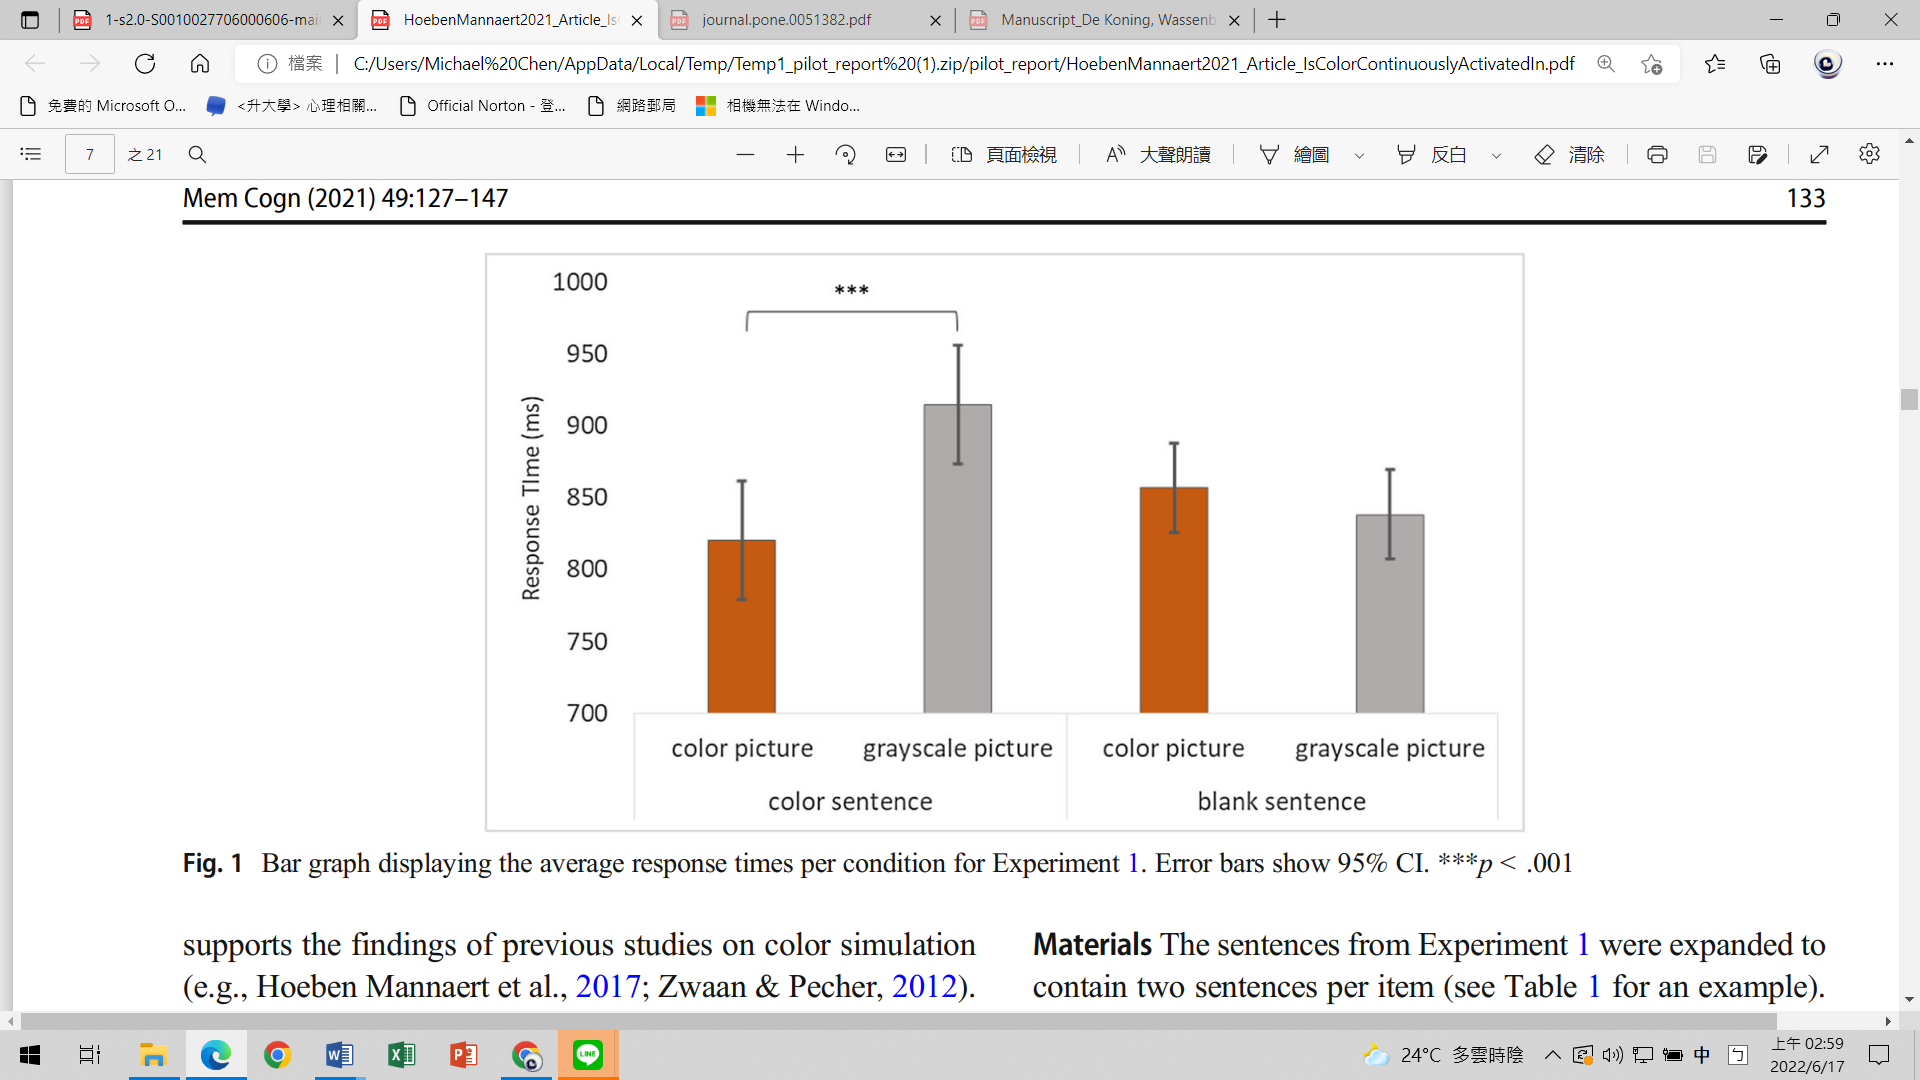 1-s2.0-S0010027706000606-mai
HoebenMannaert2021_Article_Is
journal.pone.0051382.pdf
Manuscript_De Koning, Wassenb
檔案
C:/Users/Michael%20Chen/AppData/Local/Temp/Temp1_pilot_report%20(1).zip/pilot_report/HoebenMannaert2021_Article_IsColorContinuouslyActivatedIn.pdf
免費的 Microsoft O...
<升大學> 心理相關...
Official Norton - 登...
網路郵局
相機無法在 Windo...
7
之 21
頁面檢視
大聲朗讀
繪圖
反白
清除
Mem Cogn (2021) 49:127–147
133
1000
950
900
850
800
750
700
Response TIme (ms)
***
color picture
grayscale picture
color picture
grayscale picture
color sentence
blank sentence
Fig. 1 Bar graph displaying the average response times per condition for Experiment 1. Error bars show 95% CI. ***p < .001
supports the findings of previous studies on color simulation
(e.g., Hoeben Mannaert et al., 2017; Zwaan & Pecher, 2012).
Materials The sentences from Experiment 1 were expanded to
contain two sentences per item (see Table 1 for an example).
24°C 多雲時陰
中
ㄅ
上午 02:59
2022/6/17